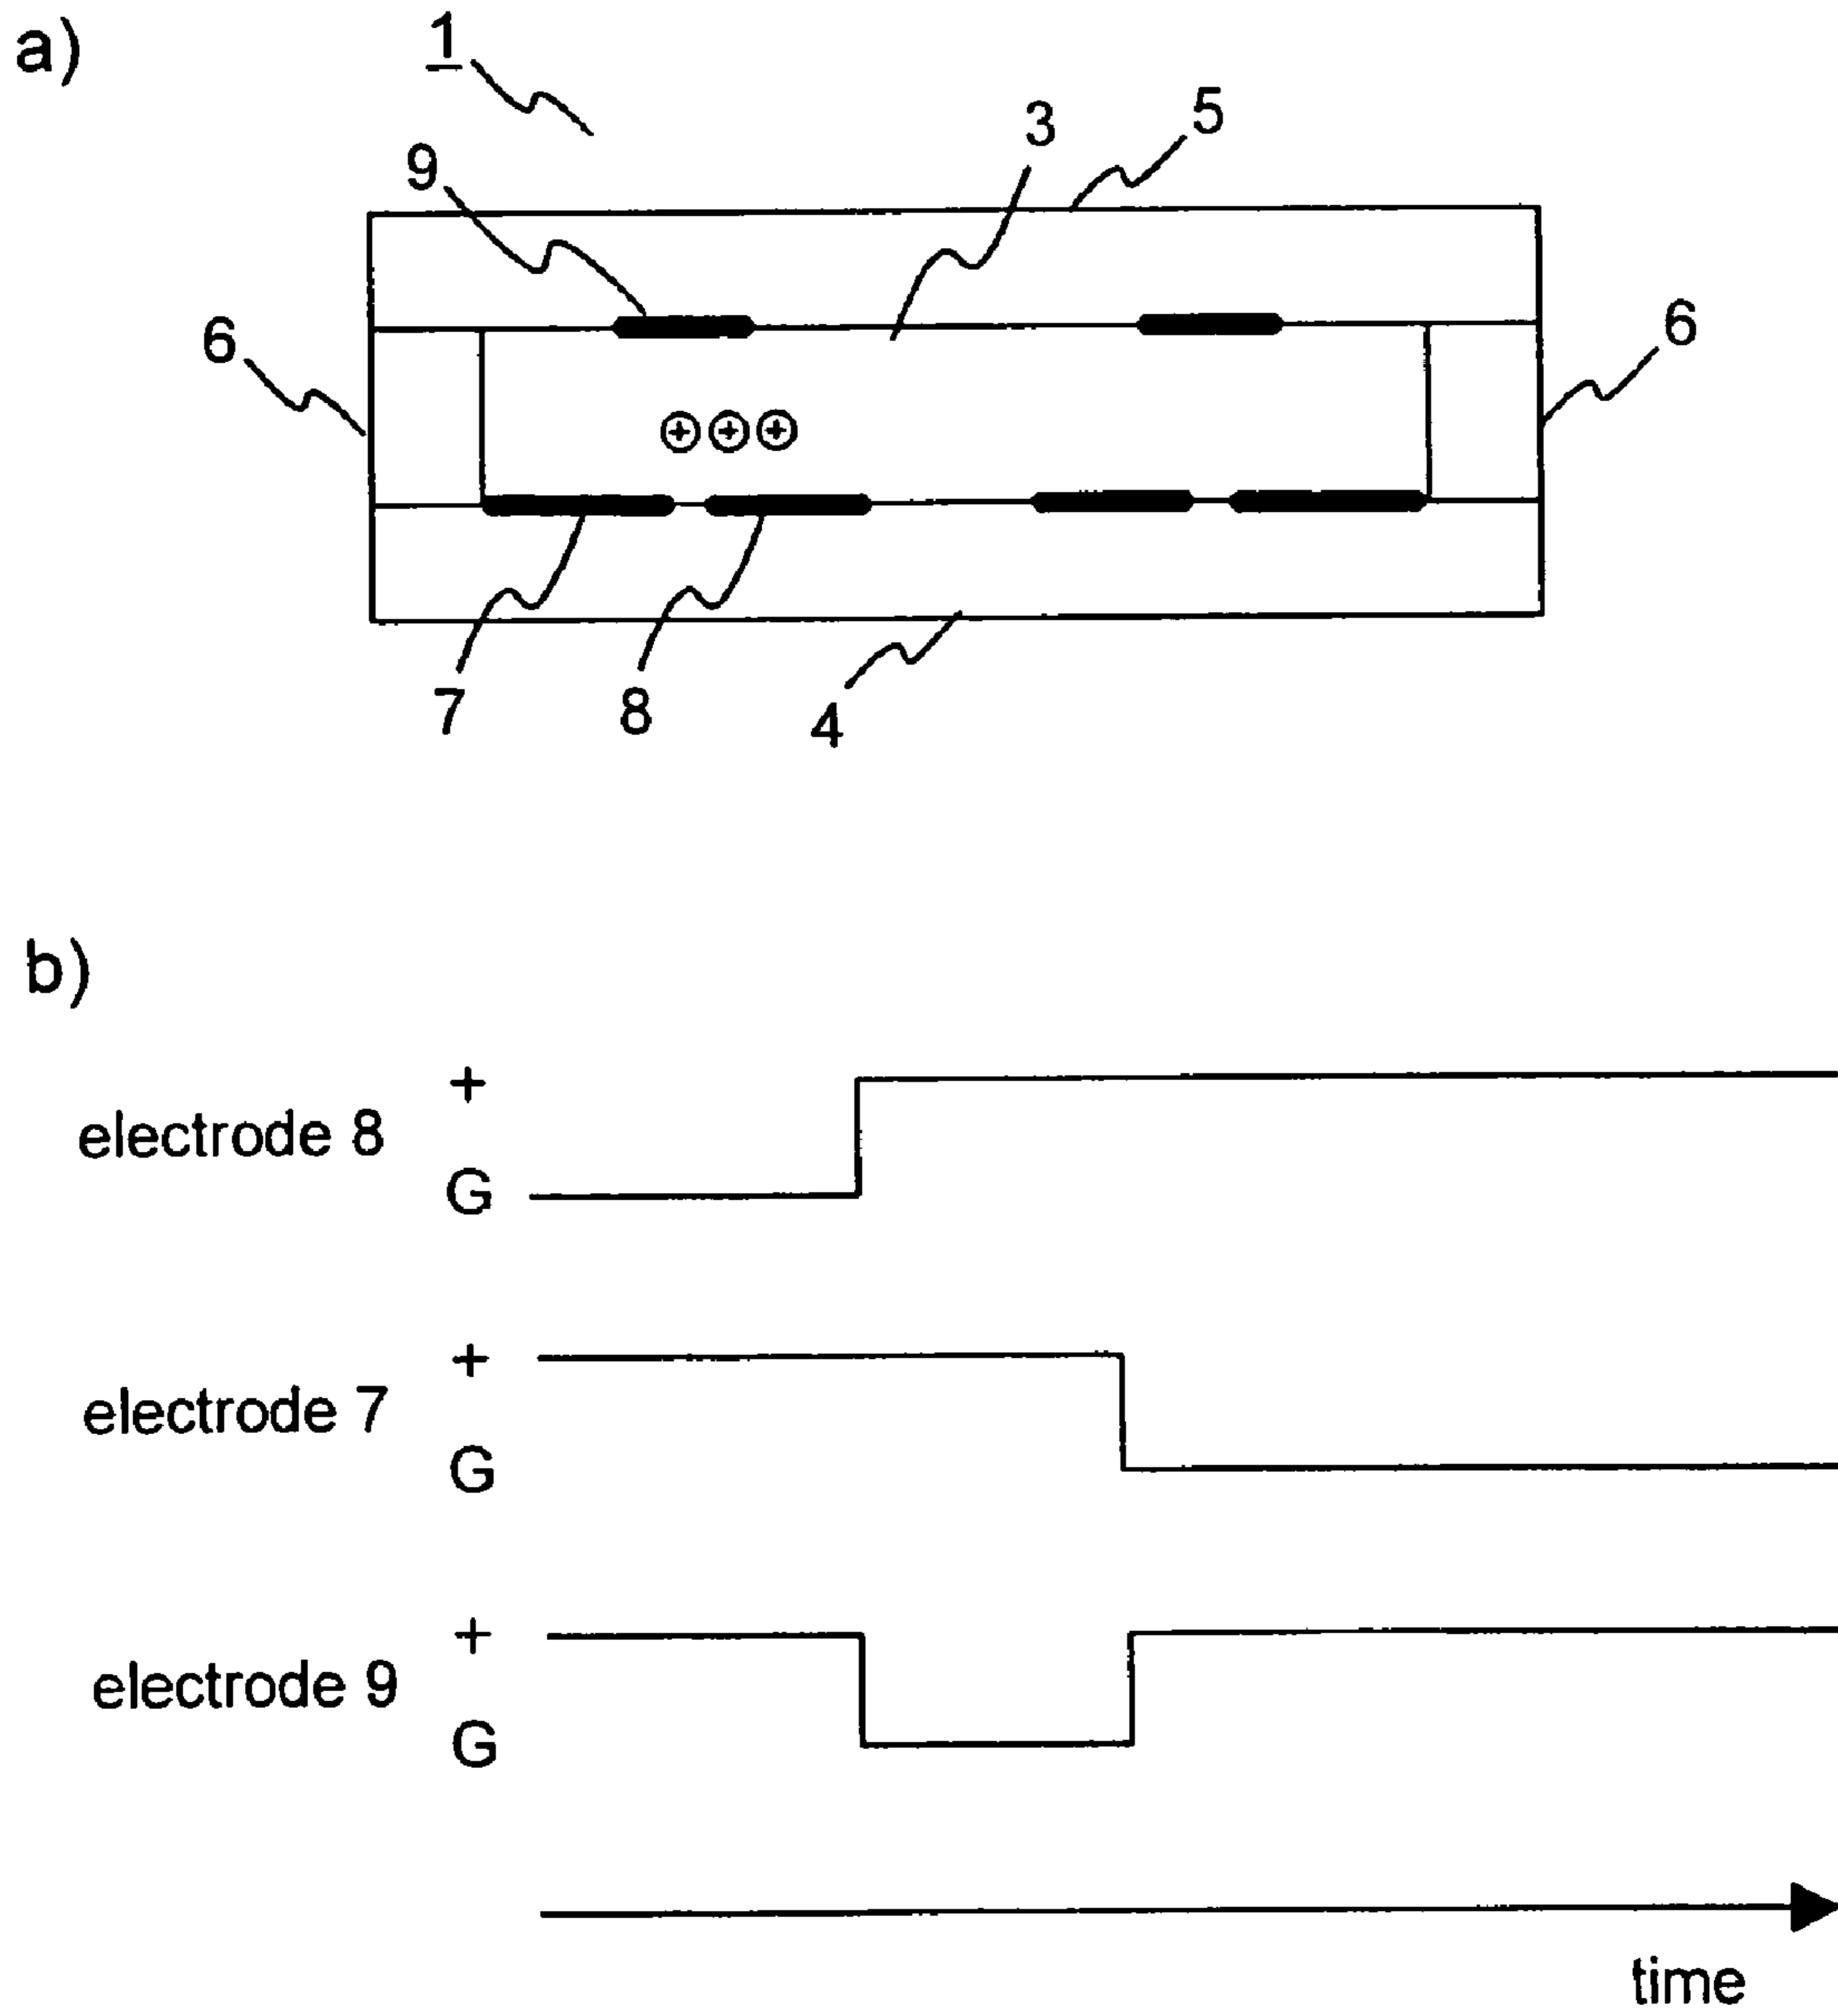 a)
1
3
5
9
6
6
+ + +
7
8
4
b)
+
electrode 8
G
+
electrode 7
G
+
electrode 9
G
time